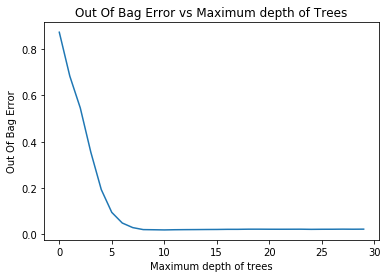 Out Of Bag Error vs Maximum depth of Trees
0.8
0.6
0.4
0.2
0.0
Out Of Bag Error
0 5 10 15 20 25 30
Maximum depth of trees